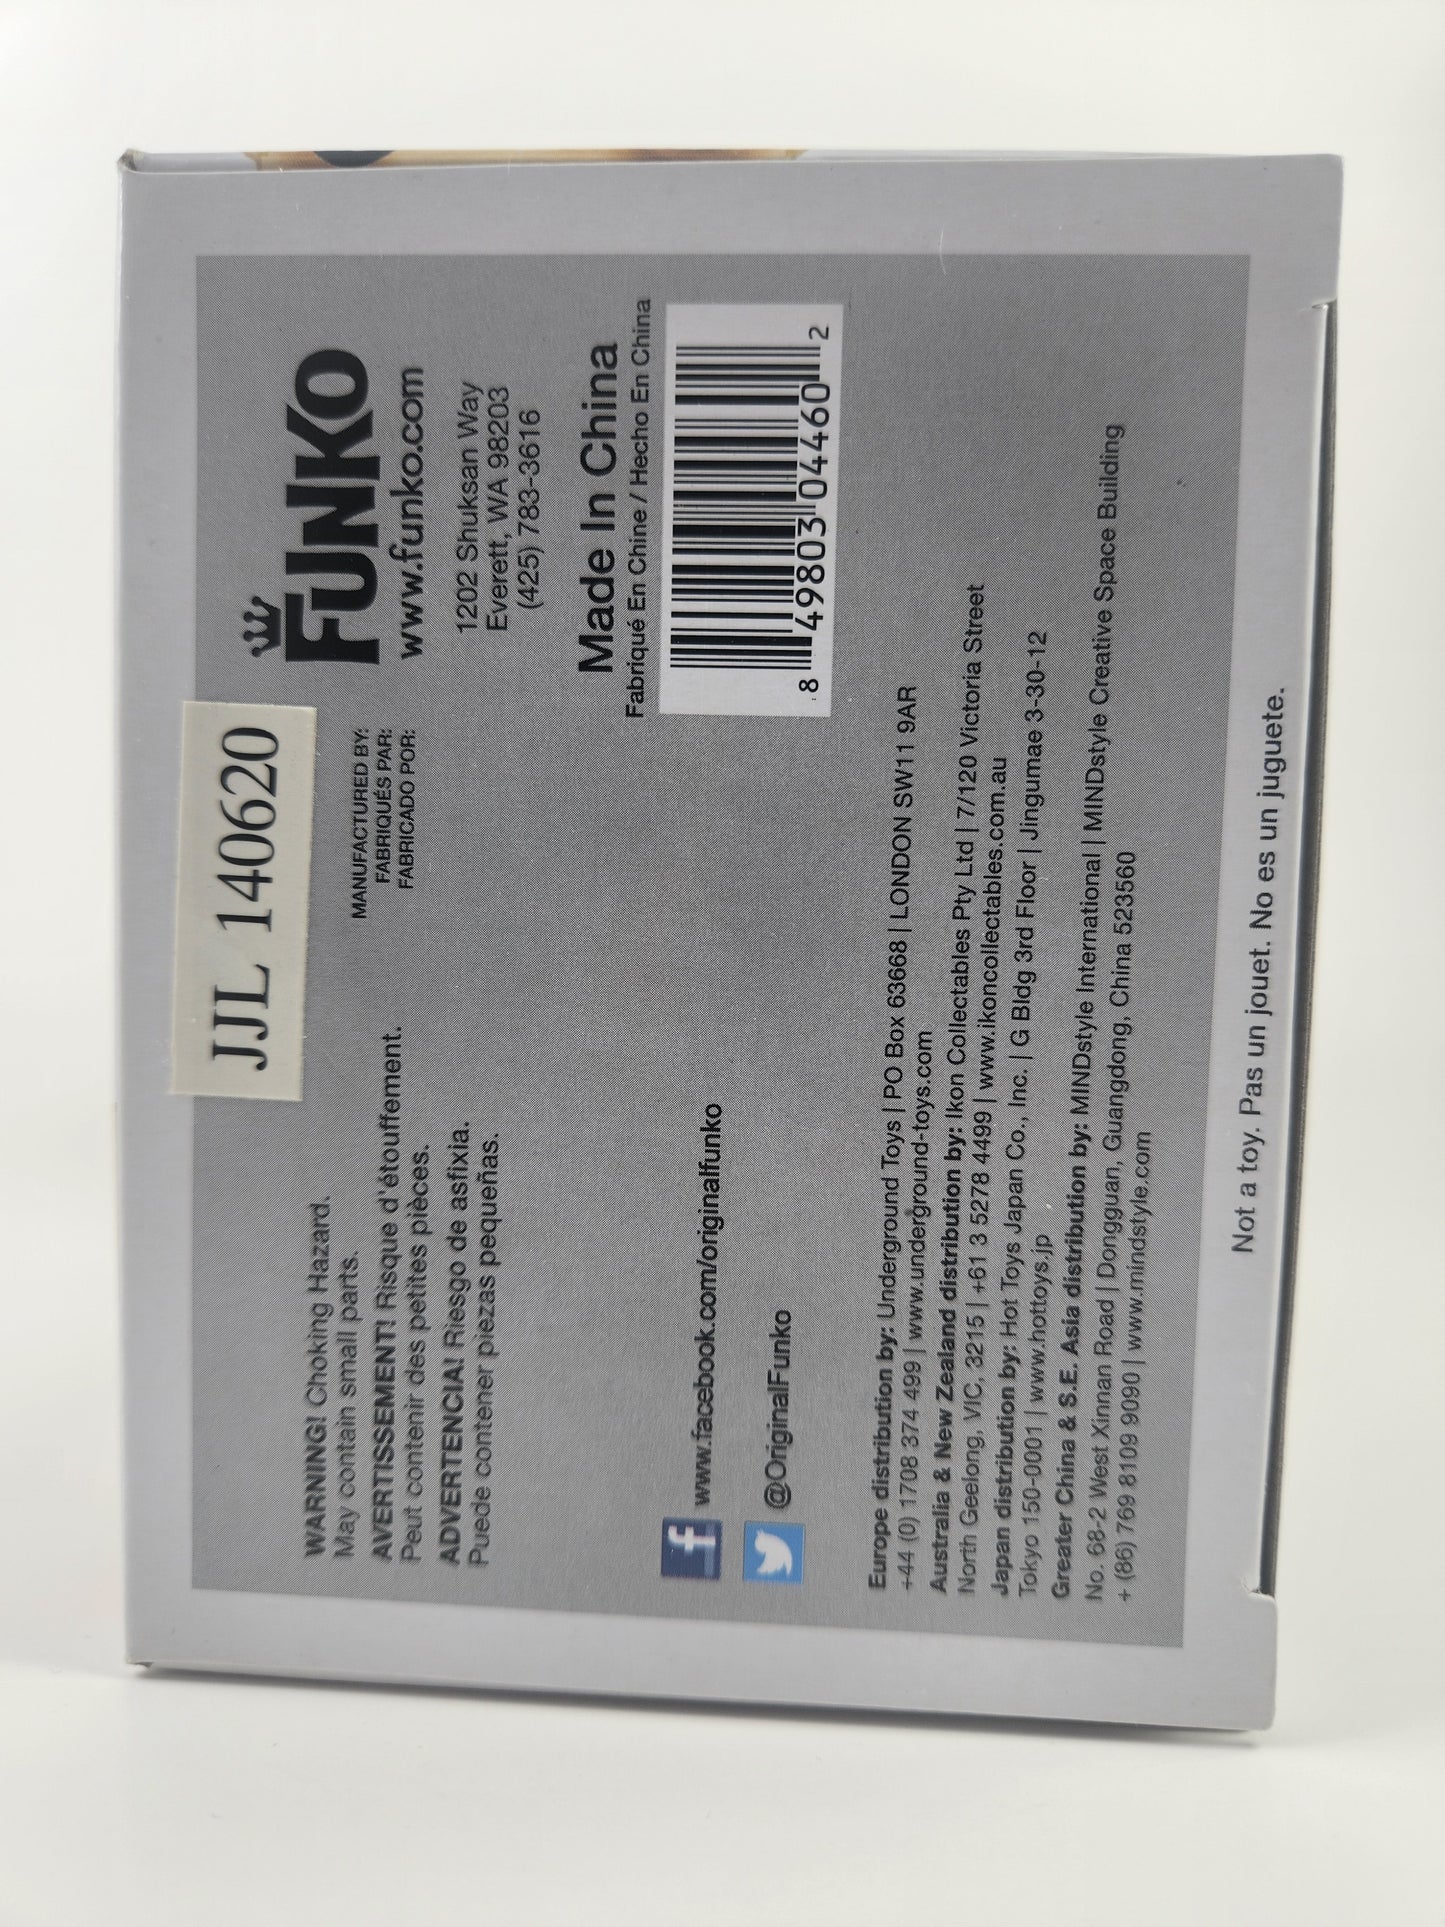 JJL 140620
WARNING! Choking Hazard.
May contain small parts.
AVERTISSEMENT! Risque d'étouffement.
Peut contenir des petites pièces.
ADVERTENCIA! Riesgo de asfixia.
Puede contener piezas pequeñas.
MANUFACTURED BY:
FABRIQUÉS PAR:
FABRICADO POR:
FUNKO
www.funko.com
1202 Shuksan Way
Everett, WA 98203
(425) 783-3616
Made In China
Fabriqué En Chine / Hecho En China
8 49803 04460 2
www.facebook.com/originalfunko
@OriginalFunko
Europe distribution by: Underground Toys | PO Box 63668 | LONDON SW11 9AR
+44 (0) 1708 374 499 | www.underground-toys.com
Australia & New Zealand distribution by: Ikon Collectables Pty Ltd | 7/120 Victoria Street
North Geelong, VIC, 3215 | +61 3 5278 4499 | www.ikoncollectables.com.au
Japan distribution by: Hot Toys Japan Co., Inc. | G Bldg 3rd Floor | Jingumae 3-30-12
Tokyo 150-0001 | www.hottoys.jp
Greater China & S.E. Asia distribution by: MINDstyle International | MINDstyle Creative Space Building
No. 68-2 West Xinnan Road | Dongguan, Guangdong, China 523560
+ (86) 769 8109 9090 | www.mindstyle.com
Not a toy. Pas un jouet. No es un juguete.